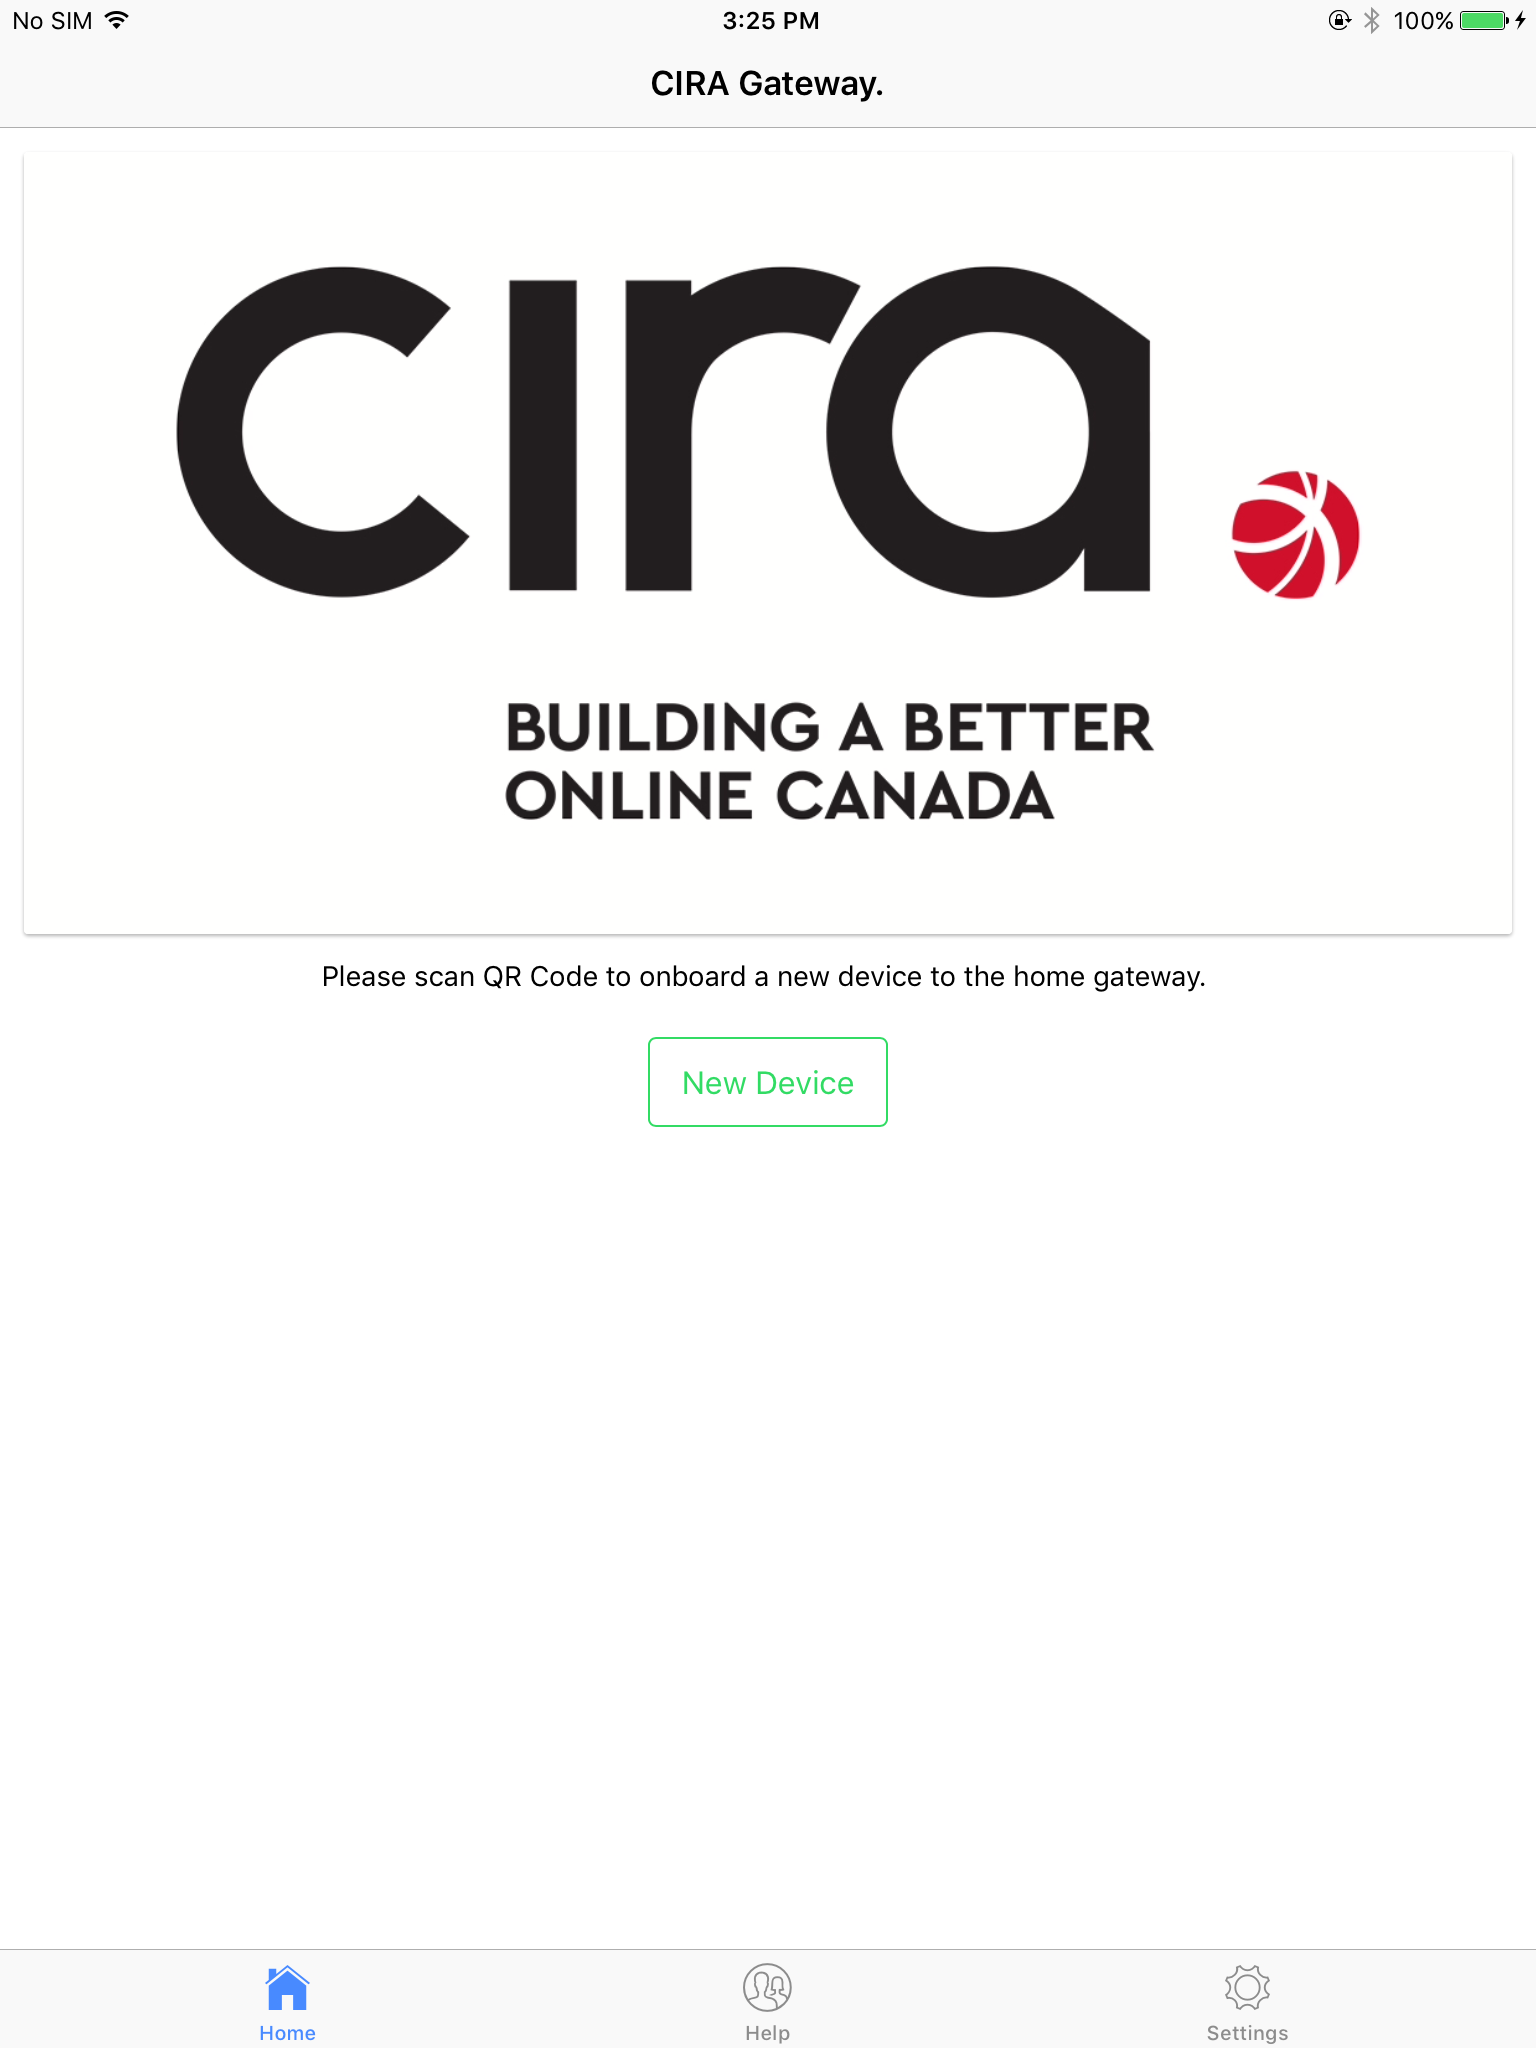 No SIM 3:25 PM 100%
CIRA Gateway.
cira
BUILDING A BETTER
ONLINE CANADA
Please scan QR Code to onboard a new device to the home gateway.
New Device
Home Help Settings